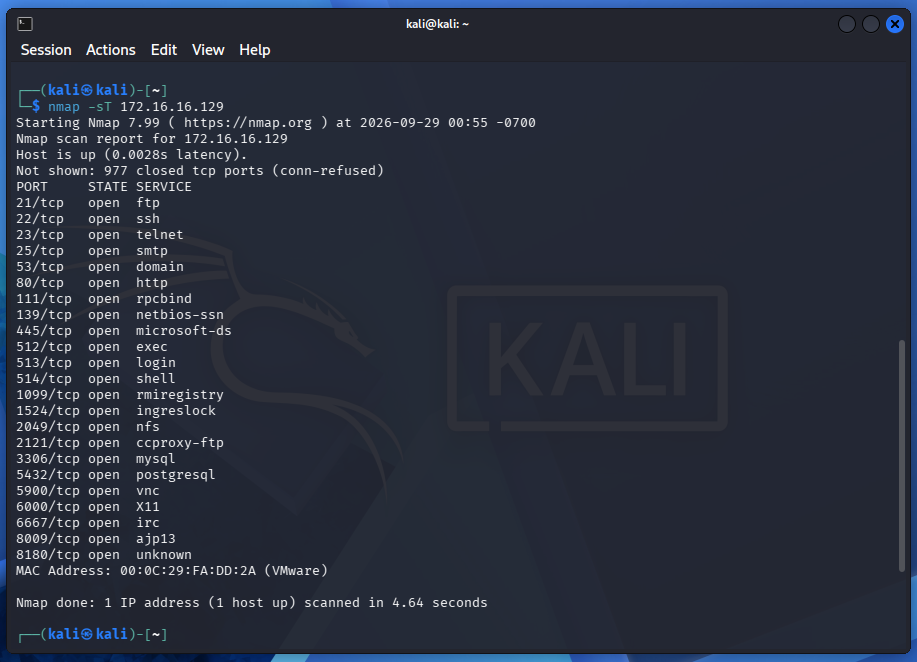 kali@kali: ~
Session Actions Edit View Help
┌──(kali㉿kali)-[~]
└─$ nmap -sT 172.16.16.129
Starting Nmap 7.99 ( https://nmap.org ) at 2026-09-29 00:55 -0700
Nmap scan report for 172.16.16.129
Host is up (0.0028s latency).
Not shown: 977 closed tcp ports (conn-refused)
PORT     STATE SERVICE
21/tcp   open  ftp
22/tcp   open  ssh
23/tcp   open  telnet
25/tcp   open  smtp
53/tcp   open  domain
80/tcp   open  http
111/tcp  open  rpcbind
139/tcp  open  netbios-ssn
445/tcp  open  microsoft-ds
512/tcp  open  exec
513/tcp  open  login
514/tcp  open  shell
1099/tcp open  rmiregistry
1524/tcp open  ingreslock
2049/tcp open  nfs
2121/tcp open  ccproxy-ftp
3306/tcp open  mysql
5432/tcp open  postgresql
5900/tcp open  vnc
6000/tcp open  X11
6667/tcp open  irc
8009/tcp open  ajp13
8180/tcp open  unknown
MAC Address: 00:0C:29:FA:DD:2A (VMware)
Nmap done: 1 IP address (1 host up) scanned in 4.64 seconds
┌──(kali㉿kali)-[~]
KALI